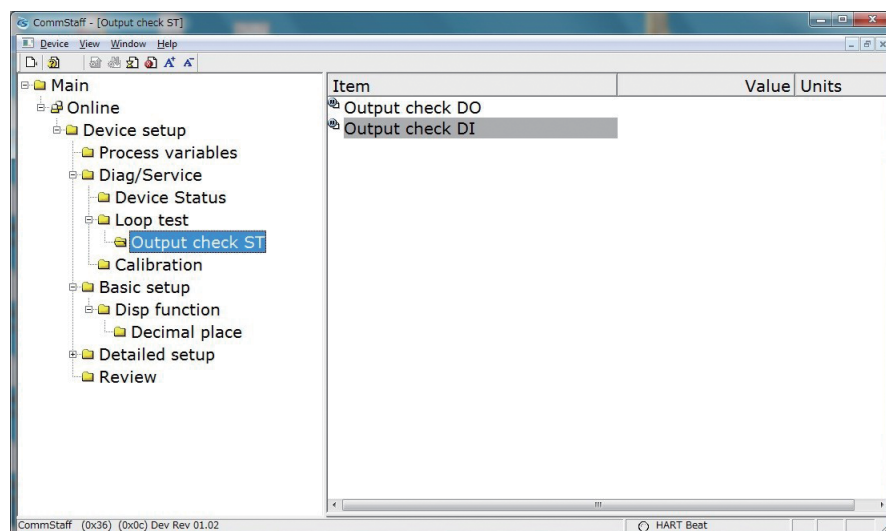 CommStaff - [Output check ST]
Device View Window Help
Main
Online
Device setup
Process variables
Diag/Service
Device Status
Loop test
Output check ST
Calibration
Basic setup
Disp function
Decimal place
Detailed setup
Review
Item Value Units
Output check DO
Output check DI
CommStaff (0x36) (0x0c) Dev Rev 01.02
HART Beat